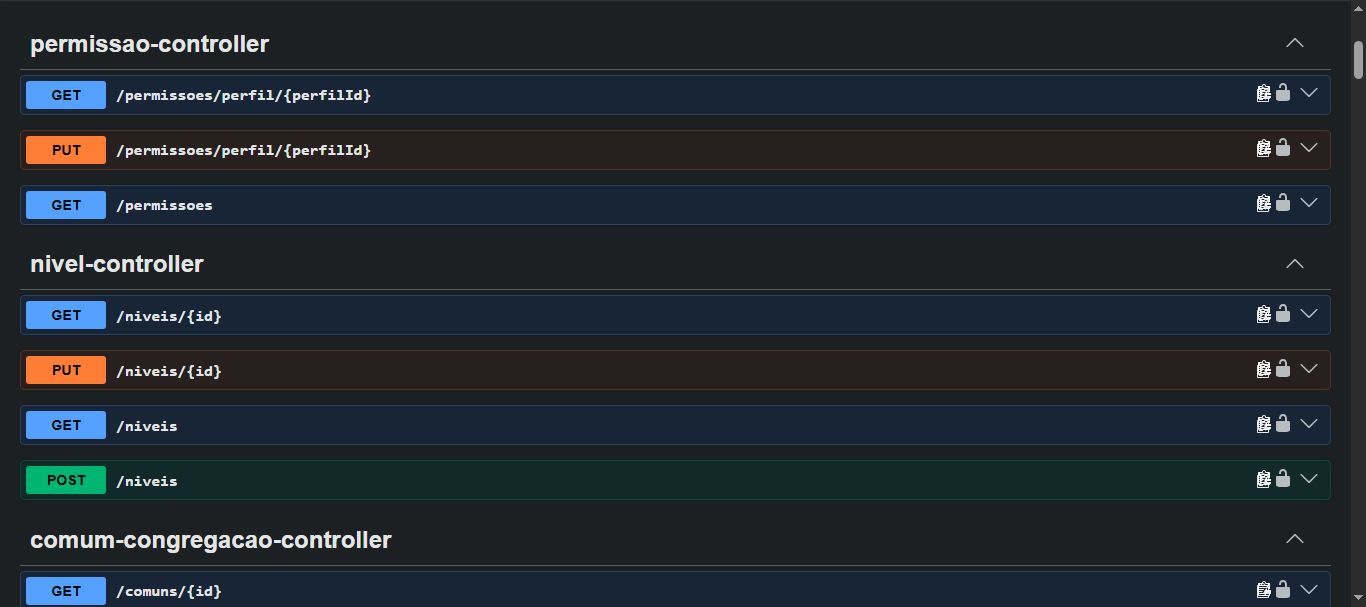 permissao-controller
GET /permissoes/perfil/{perfilId}
PUT /permissoes/perfil/{perfilId}
GET /permissoes
nivel-controller
GET /niveis/{id}
PUT /niveis/{id}
GET /niveis
POST /niveis
comum-congregacao-controller
GET /comuns/{id}